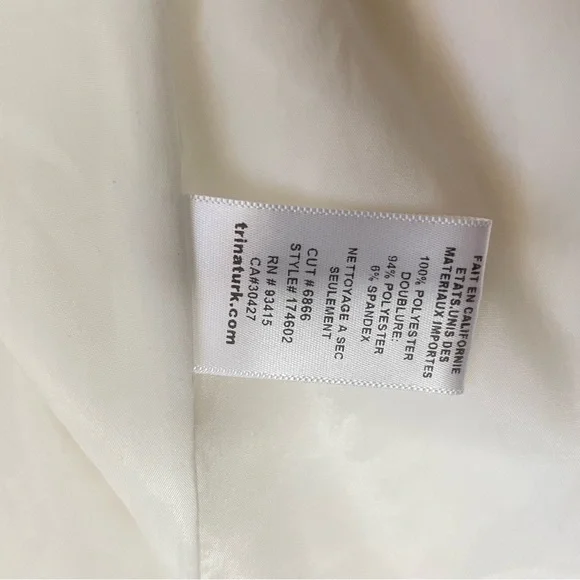 FAIT EN CALIFORNIE
ETATS.UNIS DES
MATERIAUX IMPORTES
100% POLYESTER
DOUBLURE:
94% POLYESTER
6% SPANDEX
NETTOYAGE A SEC
SEULEMENT
CUT # 6866
STYLE# 174602
RN # 93415
CA#30427
trinaturk.com